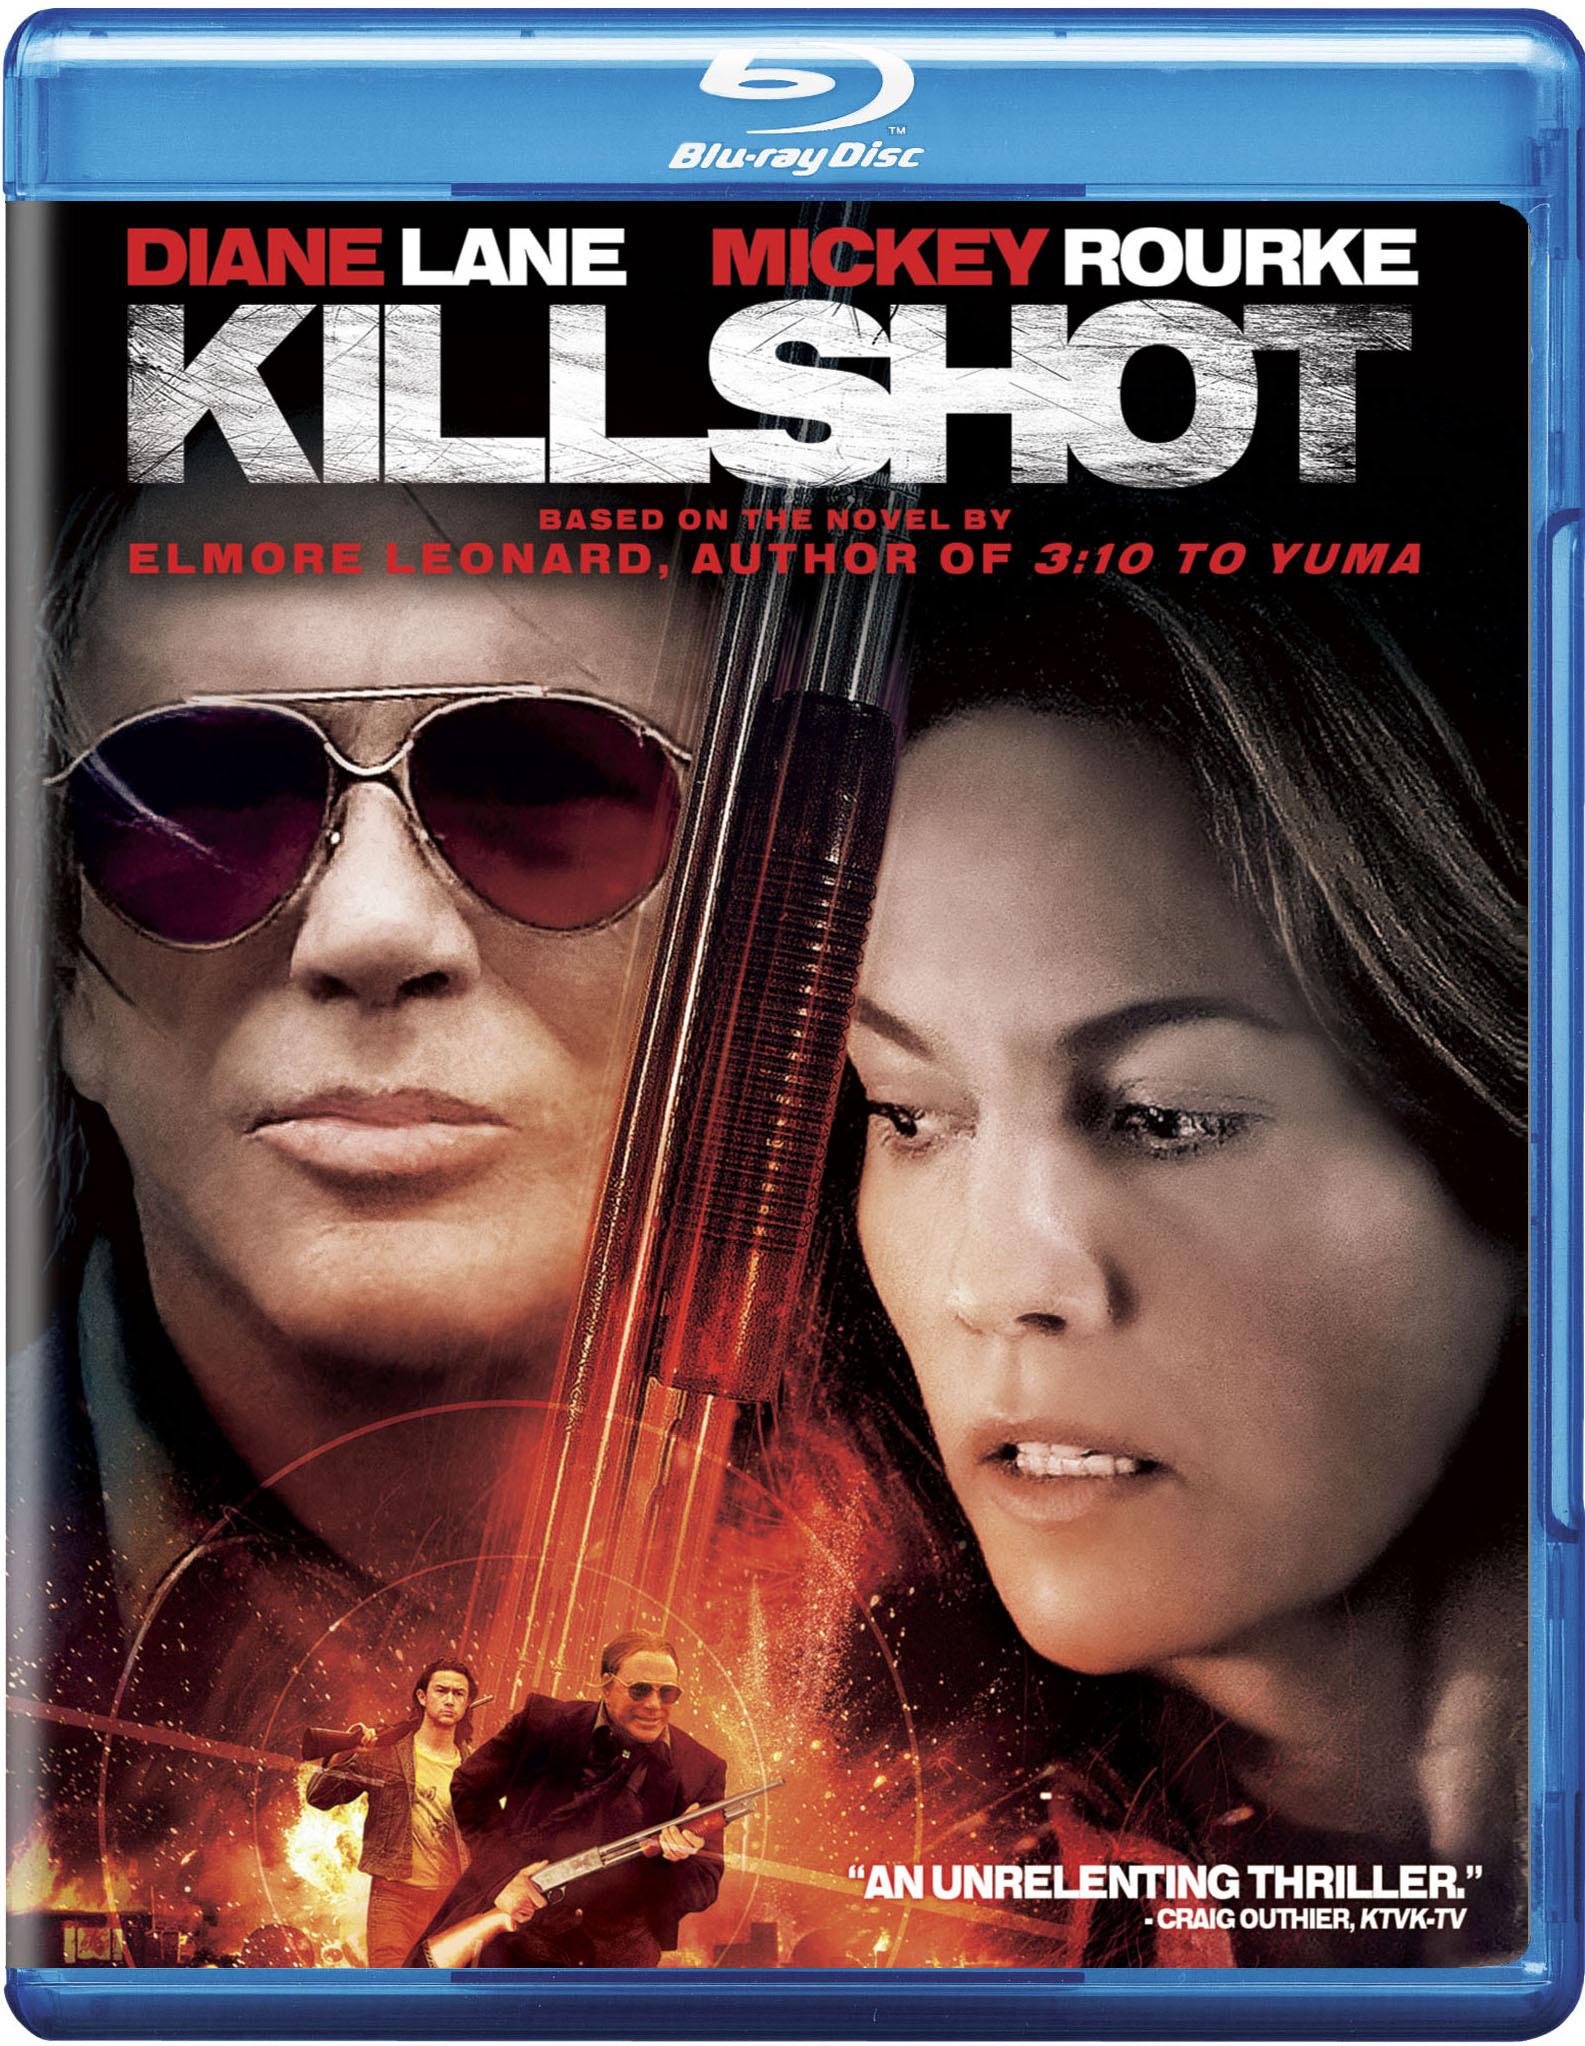 Blu-ray Disc™
DIANE LANE MICKEY ROURKE
KILLSHOT
BASED ON THE NOVEL BY
ELMORE LEONARD, AUTHOR OF 3:10 TO YUMA
"AN UNRELENTING THRILLER."
- CRAIG OUTHIER, KTVK-TV